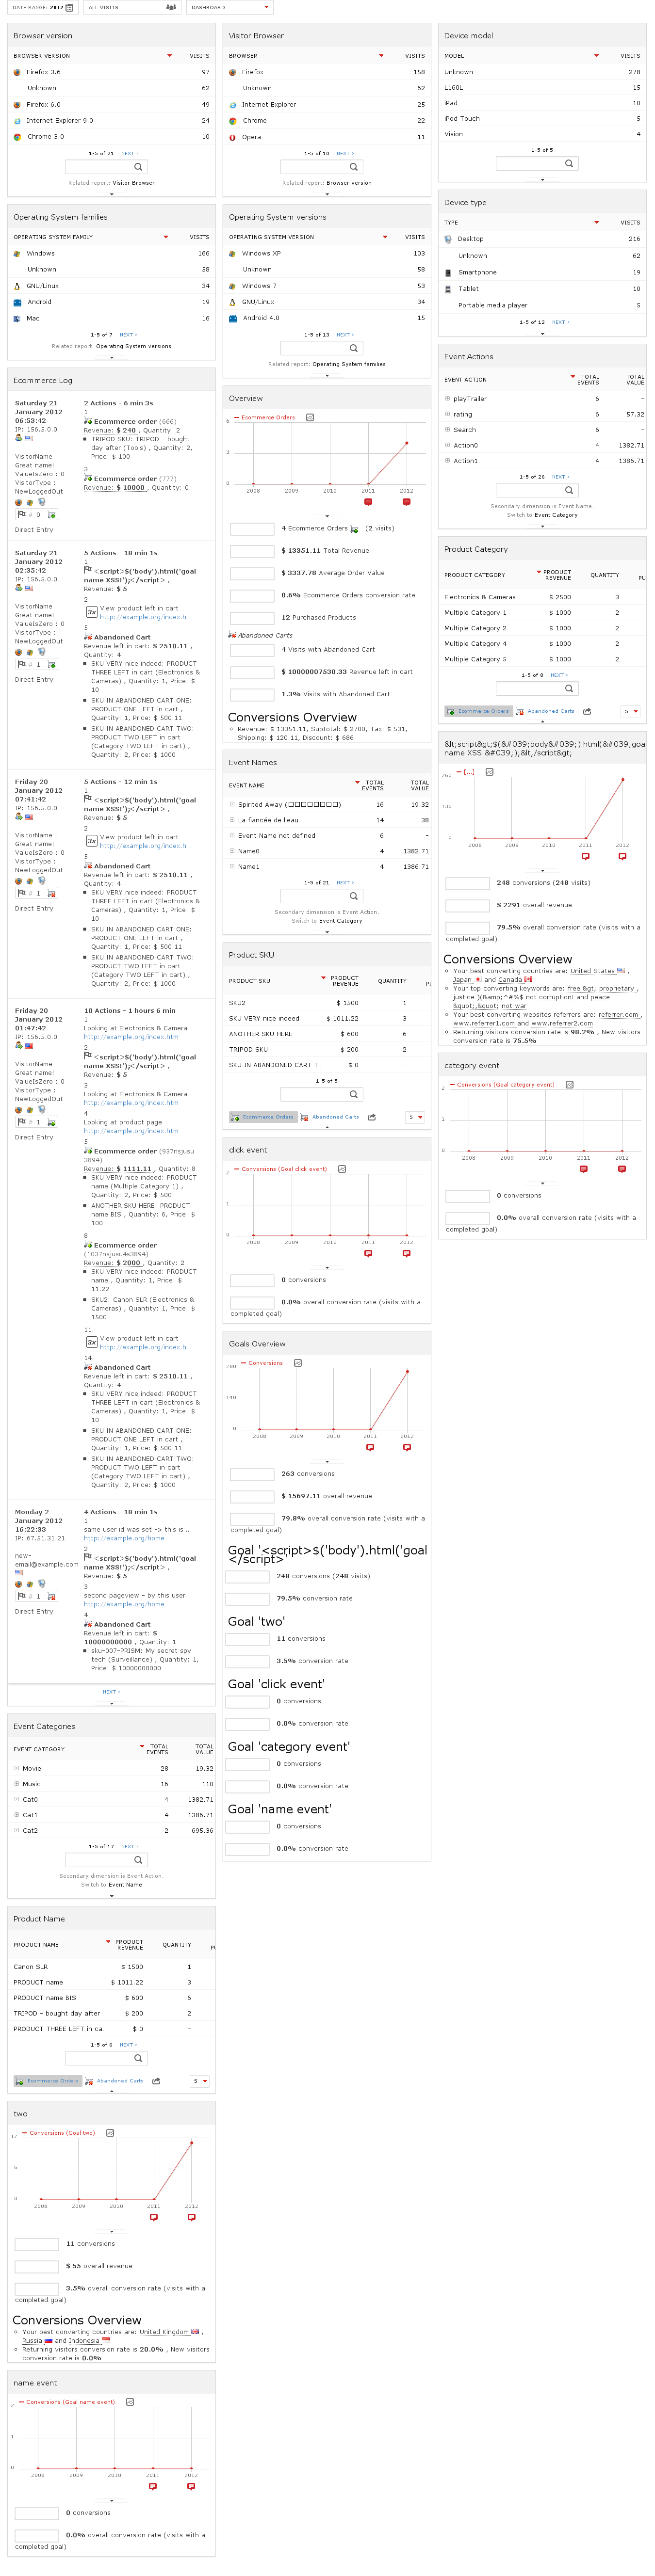 DATE RANGE: 2012
ALL VISITS
DASHBOARD
Browser version
BROWSER VERSION VISITS
Firefox 3.6 97
Unknown 62
Firefox 6.0 49
Internet Explorer 9.0 24
Chrome 3.0 10
1-5 of 21 NEXT ›
Related report: Visitor Browser
Operating System families
OPERATING SYSTEM FAMILY VISITS
Windows 166
Unknown 58
GNU/Linux 34
Android 19
Mac 16
1-5 of 7 NEXT ›
Related report: Operating System versions
Ecommerce Log
Saturday 21
January 2012
06:53:42
IP: 156.5.0.0
VisitorName :
Great name!
ValueIsZero : 0
VisitorType :
NewLoggedOut
# 0
Direct Entry
2 Actions - 6 min 3s
1.
Ecommerce order (666)
Revenue: $ 240 , Quantity: 2
TRIPOD SKU: TRIPOD - bought
day after (Tools) , Quantity: 2,
Price: $ 100
3.
Ecommerce order (777)
Revenue: $ 10000 , Quantity: 0
Saturday 21
January 2012
02:35:42
IP: 156.5.0.0
VisitorName :
Great name!
ValueIsZero : 0
VisitorType :
NewLoggedOut
# 1
Direct Entry
5 Actions - 18 min 1s
1.
<script>$('body').html('goal
name XSS!');</script> ,
Revenue: $ 5
2.
3x View product left in cart
http://example.org/index.h...
5.
Abandoned Cart
Revenue left in cart: $ 2510.11 ,
Quantity: 4
SKU VERY nice indeed: PRODUCT
THREE LEFT in cart (Electronics &
Cameras) , Quantity: 1, Price: $
10
SKU IN ABANDONED CART ONE:
PRODUCT ONE LEFT in cart ,
Quantity: 1, Price: $ 500.11
SKU IN ABANDONED CART TWO:
PRODUCT TWO LEFT in cart
(Category TWO LEFT in cart) ,
Quantity: 2, Price: $ 1000
Friday 20
January 2012
07:41:42
IP: 156.5.0.0
VisitorName :
Great name!
ValueIsZero : 0
VisitorType :
NewLoggedOut
# 1
Direct Entry
5 Actions - 12 min 1s
1.
<script>$('body').html('goal
name XSS!');</script> ,
Revenue: $ 5
2.
3x View product left in cart
http://example.org/index.h...
5.
Abandoned Cart
Revenue left in cart: $ 2510.11 ,
Quantity: 4
SKU VERY nice indeed: PRODUCT
THREE LEFT in cart (Electronics &
Cameras) , Quantity: 1, Price: $
10
SKU IN ABANDONED CART ONE:
PRODUCT ONE LEFT in cart ,
Quantity: 1, Price: $ 500.11
SKU IN ABANDONED CART TWO:
PRODUCT TWO LEFT in cart
(Category TWO LEFT in cart) ,
Quantity: 2, Price: $ 1000
Friday 20
January 2012
01:47:42
IP: 156.5.0.0
VisitorName :
Great name!
ValueIsZero : 0
VisitorType :
NewLoggedOut
# 1
Direct Entry
10 Actions - 1 hours 6 min
1.
Looking at Electronics & Camera.
http://example.org/index.htm
2.
<script>$('body').html('goal
name XSS!');</script> ,
Revenue: $ 5
3.
Looking at Electronics & Camera.
http://example.org/index.htm
4.
Looking at product page
http://example.org/index.htm
5.
Ecommerce order (937nsjusu
3894)
Revenue: $ 1111.11 , Quantity: 8
SKU VERY nice indeed: PRODUCT
name (Multiple Category 1) ,
Quantity: 2, Price: $ 500
ANOTHER SKU HERE: PRODUCT
name BIS , Quantity: 6, Price: $
100
8.
Ecommerce order
(1037nsjusu4s3894)
Revenue: $ 2000 , Quantity: 2
SKU VERY nice indeed: PRODUCT
name , Quantity: 1, Price: $
11.22
SKU2: Canon SLR (Electronics &
Cameras) , Quantity: 1, Price: $
1500
11.
3x View product left in cart
http://example.org/index.h...
14.
Abandoned Cart
Revenue left in cart: $ 2510.11 ,
Quantity: 4
SKU VERY nice indeed: PRODUCT
THREE LEFT in cart (Electronics &
Cameras) , Quantity: 1, Price: $
10
SKU IN ABANDONED CART ONE:
PRODUCT ONE LEFT in cart ,
Quantity: 1, Price: $ 500.11
SKU IN ABANDONED CART TWO:
PRODUCT TWO LEFT in cart
(Category TWO LEFT in cart) ,
Quantity: 2, Price: $ 1000
Monday 2
January 2012
16:22:33
IP: 67.51.31.21
new-
email@example.com
# 1
Direct Entry
4 Actions - 18 min 1s
1.
same user id was set -> this is ..
http://example.org/home
2.
<script>$('body').html('goal
name XSS!');</script> ,
Revenue: $ 5
3.
second pageview - by this user..
http://example.org/home
4.
Abandoned Cart
Revenue left in cart: $
10000000000 , Quantity: 1
sku-007-PRISM: My secret spy
tech (Surveillance) , Quantity: 1,
Price: $ 10000000000
NEXT ›
Event Categories
EVENT CATEGORY TOTAL EVENTS TOTAL VALUE
Movie 28 19.32
Music 16 110
Cat0 4 1382.71
Cat1 4 1386.71
Cat2 2 695.36
1-5 of 17 NEXT ›
Secondary dimension is Event Action.
Switch to Event Name
Product Name
PRODUCT NAME PRODUCT REVENUE QUANTITY
Canon SLR $ 1500 1
PRODUCT name $ 1011.22 3
PRODUCT name BIS $ 600 6
TRIPOD - bought day after $ 200 2
PRODUCT THREE LEFT in ca.. $ 0 -
1-5 of 6 NEXT ›
Ecommerce Orders Abandoned Carts 5
two
Conversions (Goal two)
12
6
0
2008 2009 2010 2011 2012
11 conversions
$ 55 overall revenue
3.5% overall conversion rate (visits with a
completed goal)
Conversions Overview
Your best converting countries are: United Kingdom ,
Russia and Indonesia
Returning visitors conversion rate is 20.0% , New visitors
conversion rate is 0.0%
name event
Conversions (Goal name event)
2
1
0
2008 2009 2010 2011 2012
0 conversions
0.0% overall conversion rate (visits with a
completed goal)
Visitor Browser
BROWSER VISITS
Firefox 158
Unknown 62
Internet Explorer 25
Chrome 22
Opera 11
1-5 of 10 NEXT ›
Related report: Browser version
Operating System versions
OPERATING SYSTEM VERSION VISITS
Windows XP 103
Unknown 58
Windows 7 53
GNU/Linux 34
Android 4.0 15
1-5 of 13 NEXT ›
Related report: Operating System families
Overview
Ecommerce Orders
6
3
0
2008 2009 2010 2011 2012
4 Ecommerce Orders (2 visits)
$ 13351.11 Total Revenue
$ 3337.78 Average Order Value
0.6% Ecommerce Orders conversion rate
12 Purchased Products
Abandoned Carts
4 Visits with Abandoned Cart
$ 10000007530.33 Revenue left in cart
1.3% Visits with Abandoned Cart
Conversions Overview
Revenue: $ 13351.11, Subtotal: $ 2700, Tax: $ 531,
Shipping: $ 120.11, Discount: $ 686
Event Names
EVENT NAME TOTAL EVENTS TOTAL VALUE
Spirited Away (□□□□□□□□) 16 19.32
La fiancée de l'eau 14 38
Event Name not defined 6 -
Name0 4 1382.71
Name1 4 1386.71
1-5 of 21 NEXT ›
Secondary dimension is Event Action.
Switch to Event Category
Product SKU
PRODUCT SKU PRODUCT REVENUE QUANTITY
SKU2 $ 1500 1
SKU VERY nice indeed $ 1011.22 3
ANOTHER SKU HERE $ 600 6
TRIPOD SKU $ 200 2
SKU IN ABANDONED CART T... $ 0 -
1-5 of 5
Ecommerce Orders Abandoned Carts 5
click event
Conversions (Goal click event)
2
1
0
2008 2009 2010 2011 2012
0 conversions
0.0% overall conversion rate (visits with a
completed goal)
Goals Overview
Conversions
280
140
0
2008 2009 2010 2011 2012
263 conversions
$ 15697.11 overall revenue
79.8% overall conversion rate (visits with a
completed goal)
Goal '<script>$('body').html('goal
</script>
248 conversions (248 visits)
79.5% conversion rate
Goal 'two'
11 conversions
3.5% conversion rate
Goal 'click event'
0 conversions
0.0% conversion rate
Goal 'category event'
0 conversions
0.0% conversion rate
Goal 'name event'
0 conversions
0.0% conversion rate
Device model
MODEL VISITS
Unknown 278
L160L 15
iPad 10
iPod Touch 5
Vision 4
1-5 of 5
Device type
TYPE VISITS
Desktop 216
Unknown 62
Smartphone 19
Tablet 10
Portable media player 5
1-5 of 12 NEXT ›
Event Actions
EVENT ACTION TOTAL EVENTS TOTAL VALUE
playTrailer 6 -
rating 6 57.32
Search 6 -
Action0 4 1382.71
Action1 4 1386.71
1-5 of 26 NEXT ›
Secondary dimension is Event Name.
Switch to Event Category
Product Category
PRODUCT CATEGORY PRODUCT REVENUE QUANTITY PU
Electronics & Cameras $ 2500 3
Multiple Category 1 $ 1000 2
Multiple Category 2 $ 1000 2
Multiple Category 4 $ 1000 2
Multiple Category 5 $ 1000 2
1-5 of 8 NEXT ›
Ecommerce Orders Abandoned Carts 5
&lt;script&gt;$(&#039;body&#039;).html(&#039;goal
name XSS!&#039;);&lt;/script&gt;
[...]
260
130
0
2008 2009 2010 2011 2012
248 conversions (248 visits)
$ 2291 overall revenue
79.5% overall conversion rate (visits with a
completed goal)
Conversions Overview
Your best converting countries are: United States ,
Japan and Canada
Your top converting keywords are: free &gt; proprietary ,
justice )(&amp;^#%$ not corruption! and peace
&quot;,&quot; not war
Your best converting websites referrers are: referrer.com ,
www.referrer1.com and www.referrer2.com
Returning visitors conversion rate is 98.2% , New visitors
conversion rate is 75.5%
category event
Conversions (Goal category event)
2
1
0
2008 2009 2010 2011 2012
0 conversions
0.0% overall conversion rate (visits with a
completed goal)